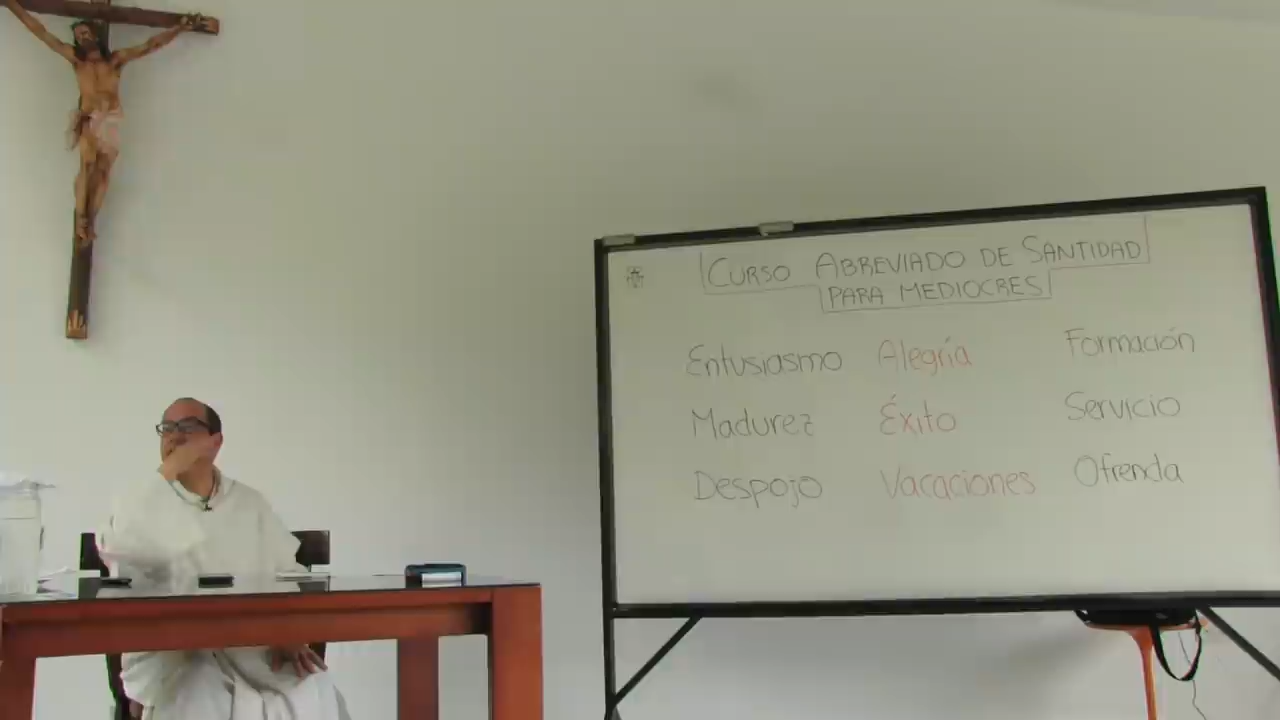 CURSO ABREVIADO DE SANTIDAD
PARA MEDIOCRES
Entusiasmo Alegría Formación
Madurez Éxito Servicio
Despojo Vacaciones Ofrenda